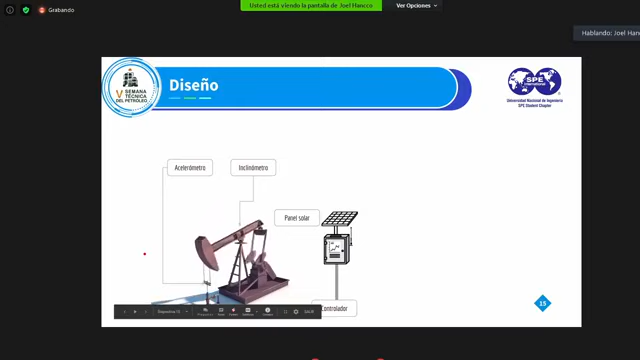 Grabando
Usted está viendo la pantalla de Joel Hancco
Ver Opciones
Hablando: Joel Han
Diseño
V SEMANA
TÉCNICA
DEL PETRÓLEO
SPE
International
Universidad Nacional de Ingeniería
SPE Student Chapter
Acelerómetro
Inclinómetro
Panel solar
Controlador
15
SALIR